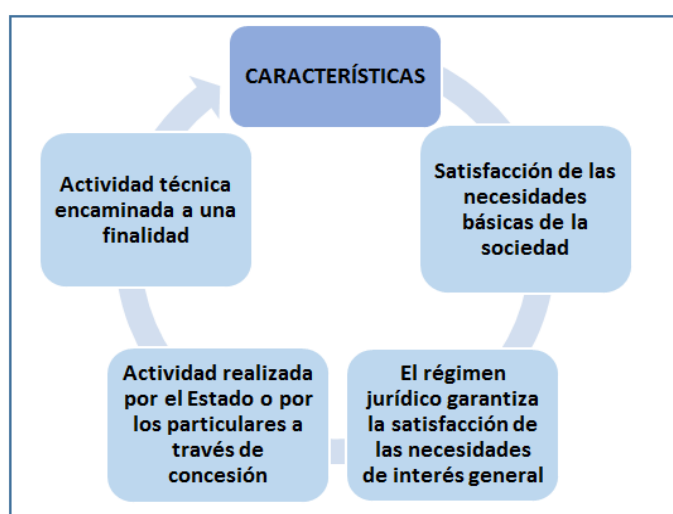 CARACTERÍSTICAS
Satisfacción de las
necesidades
básicas de la
sociedad
El régimen
jurídico garantiza
la satisfacción de
las necesidades
de interés general
Actividad realizada
por el Estado o por
los particulares a
través de
concesión
Actividad técnica
encaminada a una
finalidad